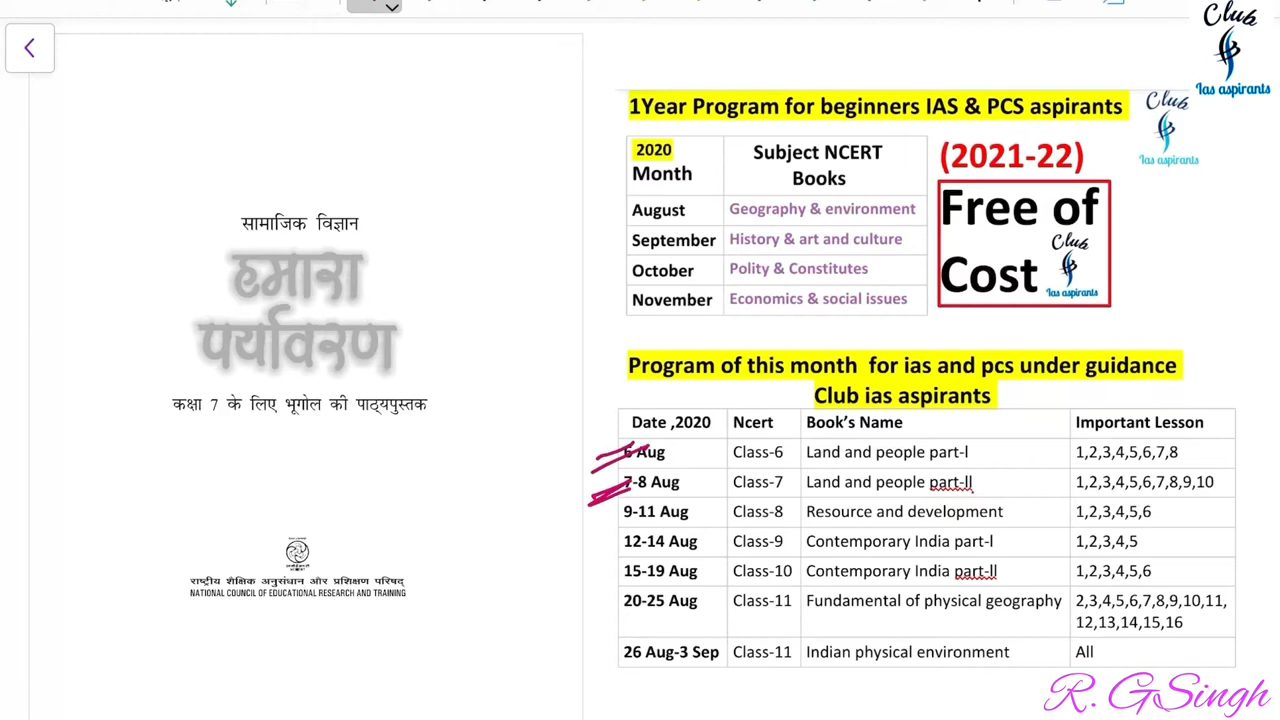 सामाजिक विज्ञान
हमारा
पर्यावरण
कक्षा 7 के लिए भूगोल की पाठ्यपुस्तक
राष्ट्रीय शैक्षिक अनुसंधान और प्रशिक्षण परिषद्
NATIONAL COUNCIL OF EDUCATIONAL RESEARCH AND TRAINING
Club
Ias aspirants
1Year Program for beginners IAS & PCS aspirants
Club
Ias aspirants
2020 Month Subject NCERT Books
August Geography & environment
September History & art and culture
October Polity & Constitutes
November Economics & social issues
(2021-22)
Free of
Cost
Club
Ias aspirants
Program of this month for ias and pcs under guidance
Club ias aspirants
Date ,2020 Ncert Book's Name Important Lesson
6 Aug Class-6 Land and people part-I 1,2,3,4,5,6,7,8
7-8 Aug Class-7 Land and people part-ll 1,2,3,4,5,6,7,8,9,10
9-11 Aug Class-8 Resource and development 1,2,3,4,5,6
12-14 Aug Class-9 Contemporary India part-I 1,2,3,4,5
15-19 Aug Class-10 Contemporary India part-ll 1,2,3,4,5,6
20-25 Aug Class-11 Fundamental of physical geography 2,3,4,5,6,7,8,9,10,11,
12,13,14,15,16
26 Aug-3 Sep Class-11 Indian physical environment All
R. GSingh